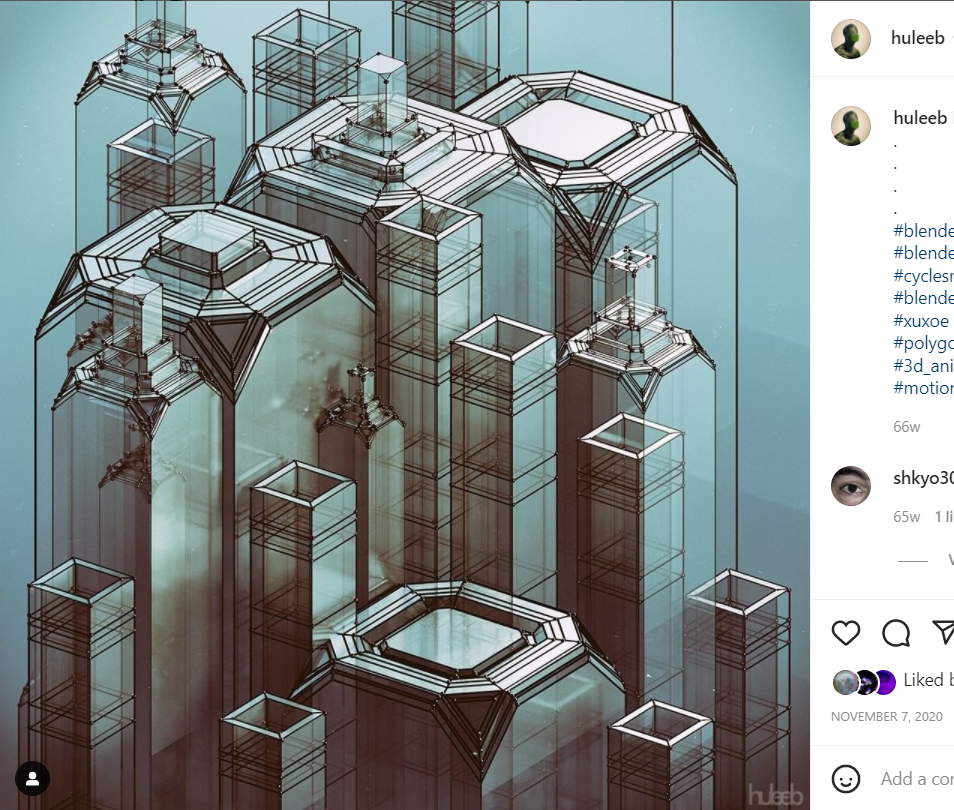 huleeb
huleeb
.
.
.
.
#blende
#blende
#cyclesr
#blende
#xuxoe
#polygo
#3d_ani
#motion
66w
shkyo30
65w 1 li
Liked b
NOVEMBER 7, 2020
Add a cor
huleeb